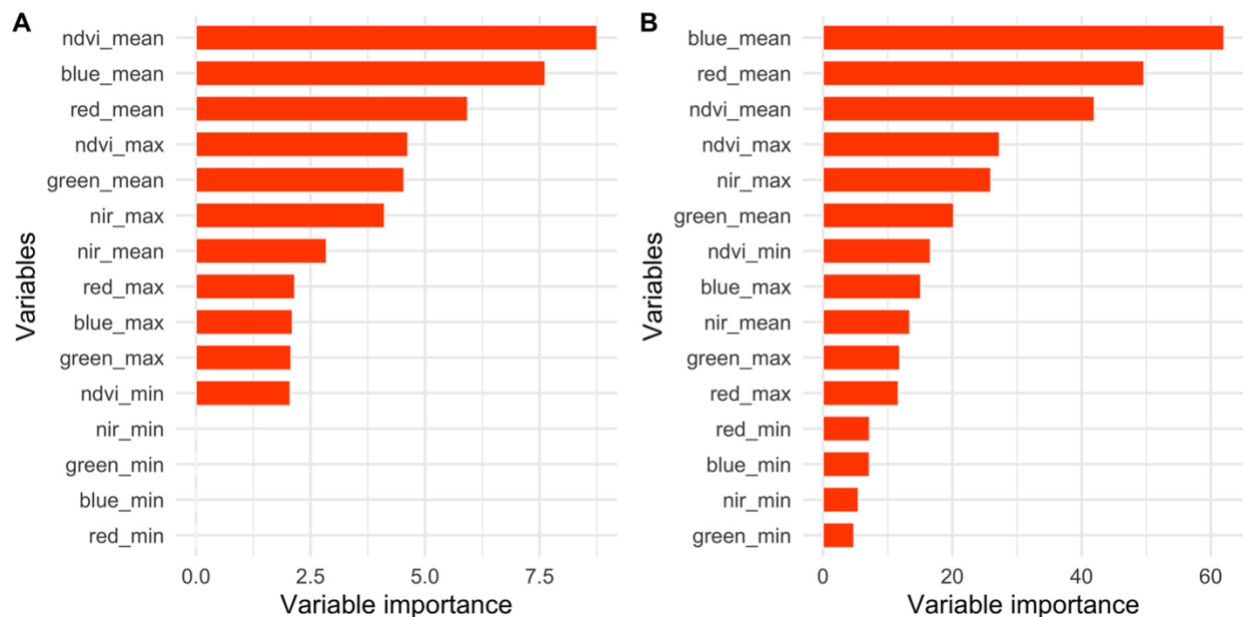 A
ndvi_mean
blue_mean
red_mean
ndvi_max
green_mean
nir_max
nir_mean
red_max
blue_max
green_max
ndvi_min
nir_min
green_min
blue_min
red_min
Variables
0.0 2.5 5.0 7.5
Variable importance
B
blue_mean
red_mean
ndvi_mean
ndvi_max
nir_max
green_mean
ndvi_min
blue_max
nir_mean
green_max
red_max
red_min
blue_min
nir_min
green_min
Variables
0 20 40 60
Variable importance